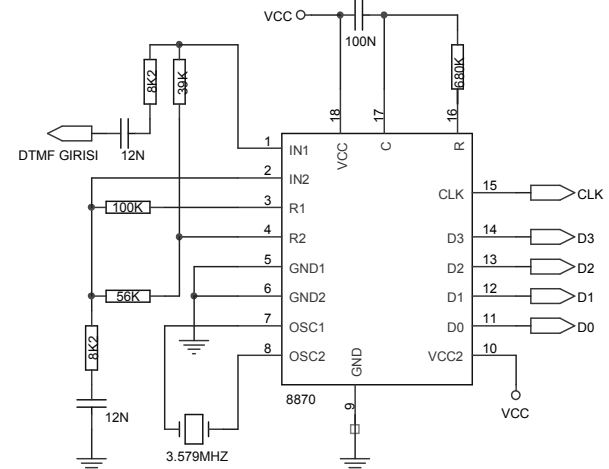 VCC
100N
8K2
39K
680K
18
17
16
DTMF GIRISI
12N
1
IN1
VCC
C
R
2
IN2
CLK
15
CLK
100K
3
R1
4
R2
D3
14
D3
5
GND1
D2
13
D2
56K
6
GND2
D1
12
D1
7
OSC1
D0
11
D0
8K2
8
OSC2
GND
VCC2
10
8870
9
VCC
12N
3.579MHZ